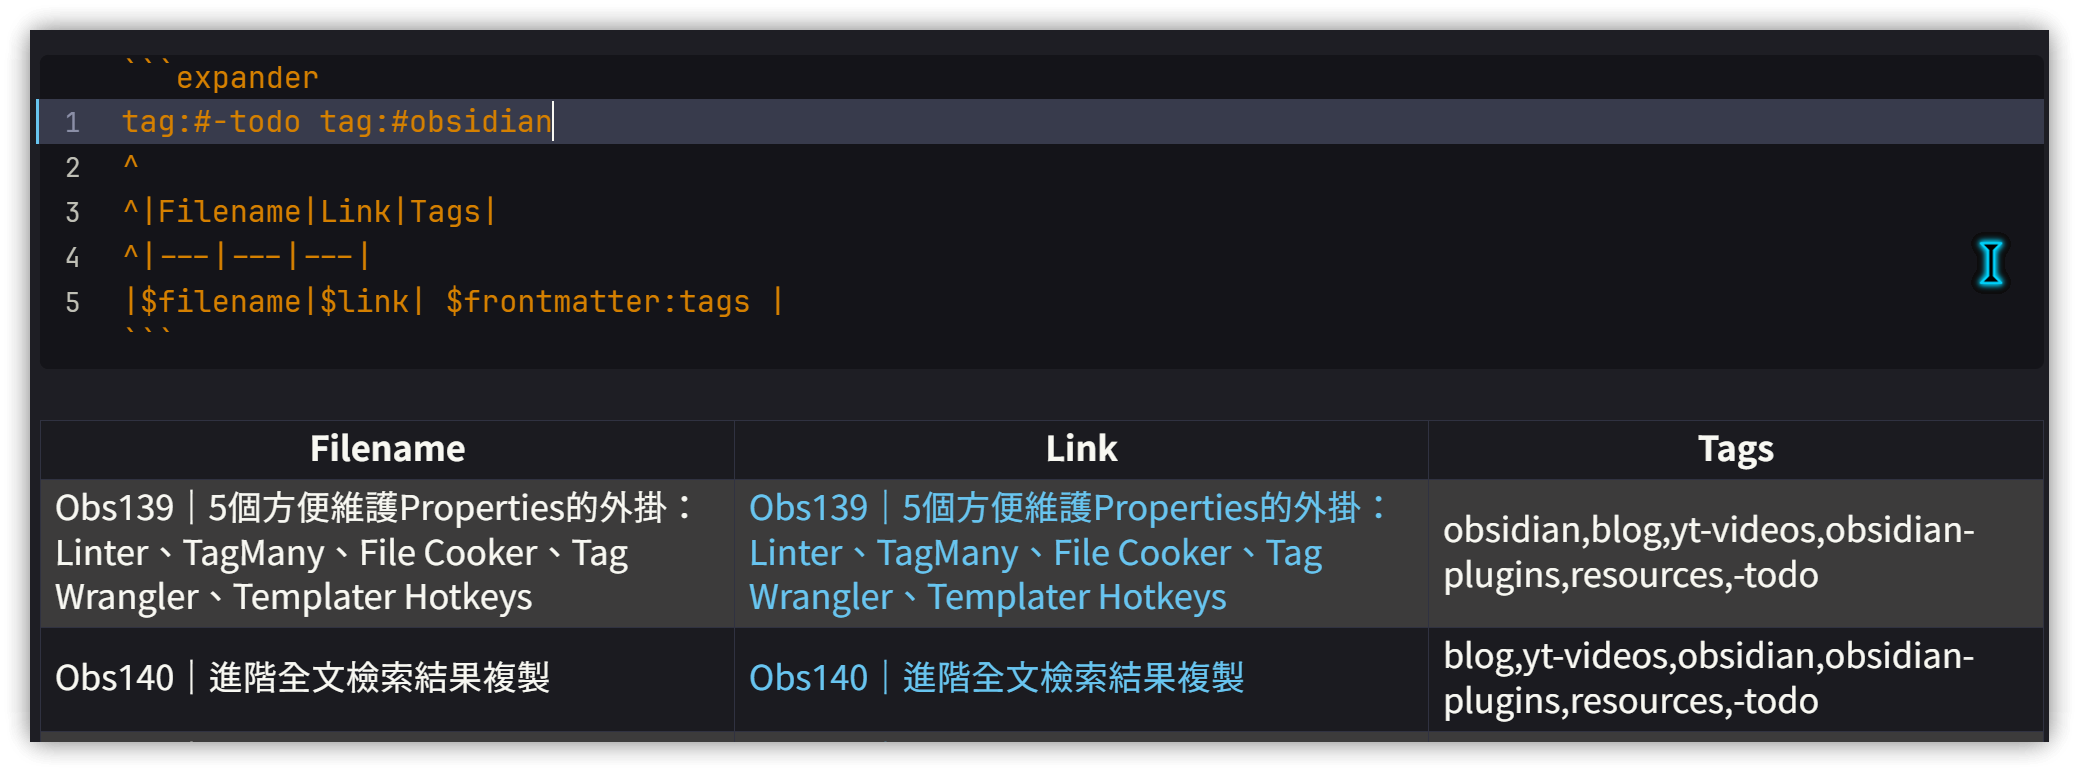 ```expander
1 tag:#-todo tag:#obsidian
2 ^
3 ^|Filename|Link|Tags|
4 ^|---|---|---|
5 |$filename|$link| $frontmatter:tags |
```
Filename Link Tags
Obs139｜5個方便維護Properties的外掛：
Linter、TagMany、File Cooker、Tag
Wrangler、Templater Hotkeys
Obs139｜5個方便維護Properties的外掛：
Linter、TagMany、File Cooker、Tag
Wrangler、Templater Hotkeys
obsidian,blog,yt-videos,obsidian-
plugins,resources,-todo
Obs140｜進階全文檢索結果複製
Obs140｜進階全文檢索結果複製
blog,yt-videos,obsidian,obsidian-
plugins,resources,-todo